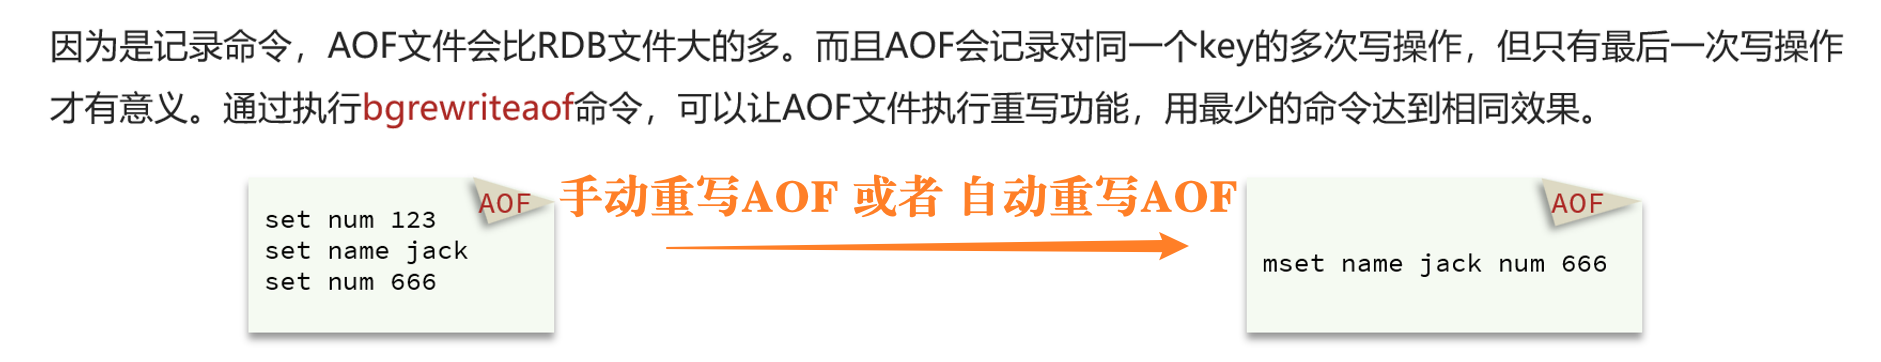 因为是记录命令，AOF文件会比RDB文件大的多。而且AOF会记录对同一个key的多次写操作，但只有最后一次写操作
才有意义。通过执行bgrewriteaof命令，可以让AOF文件执行重写功能，用最少的命令达到相同效果。
AOF
set num 123
set name jack
set num 666
手动重写AOF 或者 自动重写AOF
AOF
mset name jack num 666